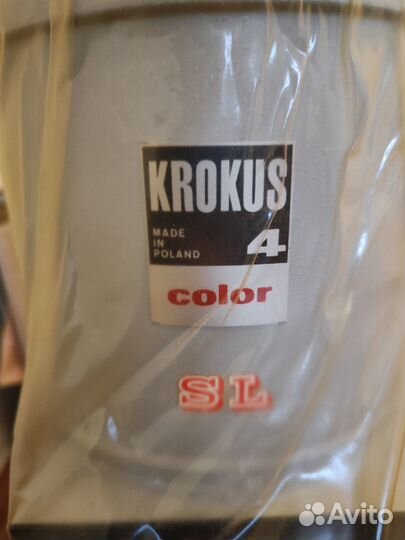 KROKUS
MADE
IN
POLAND
4
color
SL
Avito